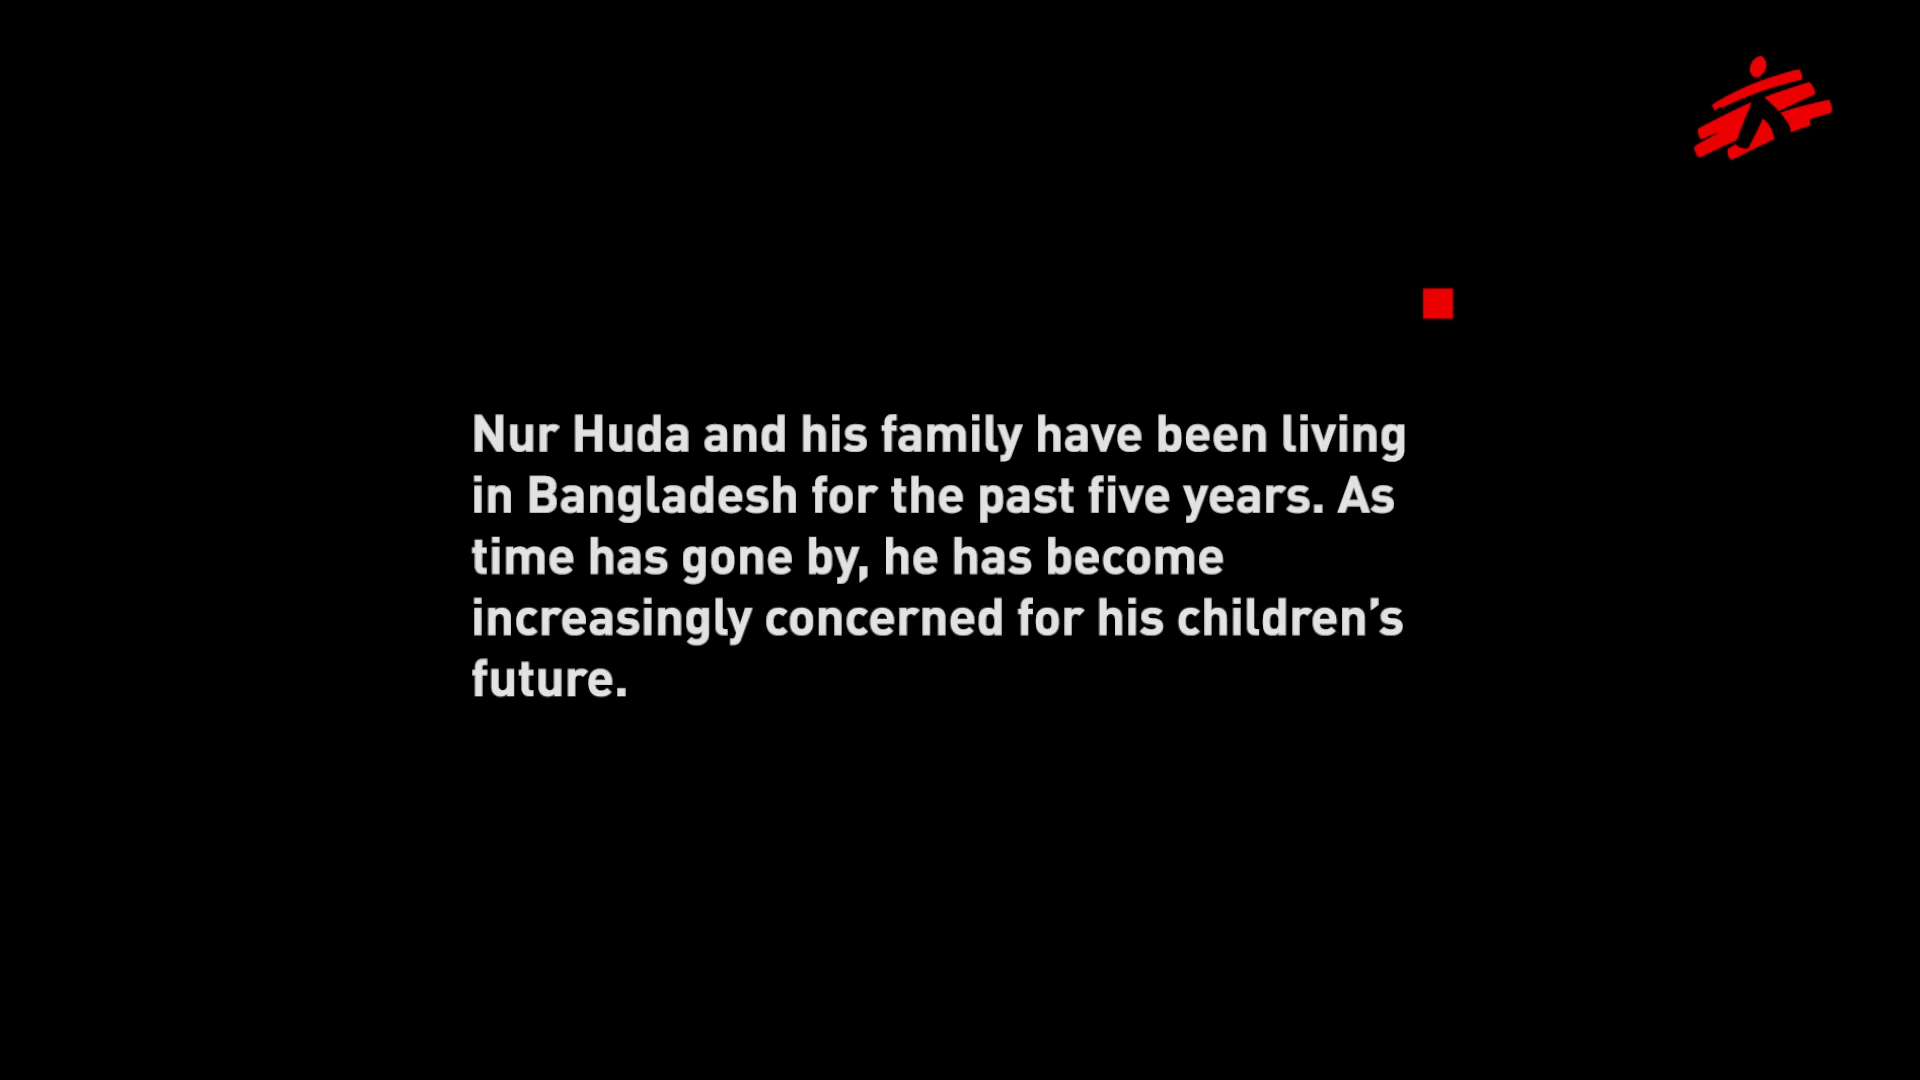 Nur Huda and his family have been living
in Bangladesh for the past five years. As
time has gone by, he has become
increasingly concerned for his children’s
future.